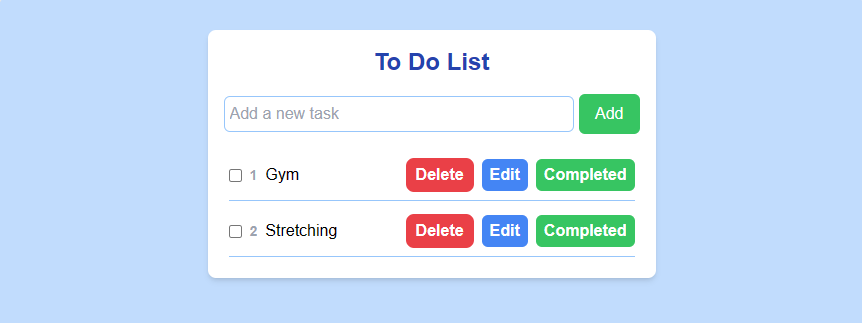 To Do List
Add a new task Add
1 Gym Delete Edit Completed
2 Stretching Delete Edit Completed